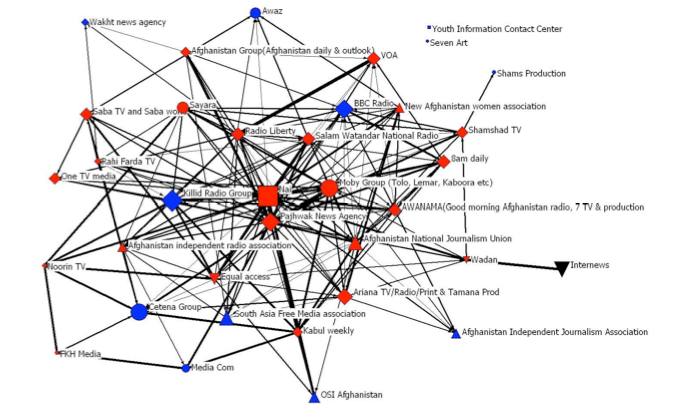 Awaz
Wakht news agency
Youth Information Contact Center
Seven Art
Afghanistan Group(Afghanistan daily & outlook)
VOA
Shams Production
BBC Radio
New Afghanistan women association
Sayara
Saba TV and Saba
Radio Liberty
Salam Watandar National Radio
Shamshad TV
8am daily
Rahi Farda TV
One TV media
Killid Radio Group
Moby Group (Tolo, Lemar, Kaboora etc)
AWANAMA(Good morning Afghanistan radio, 7 TV & production
Pajhwak News Agency
Afghanistan National Journalism Union
Afghanistan independent radio association
Wadan
Internews
Noorin TV
Equal access
Ariana TV/Radio/Print & Tamana Prod
Cetena Group
South Asia Free Media association
Kabul weekly
Afghanistan Independent Journalism Association
FKH Media
Media Com
OSI Afghanistan